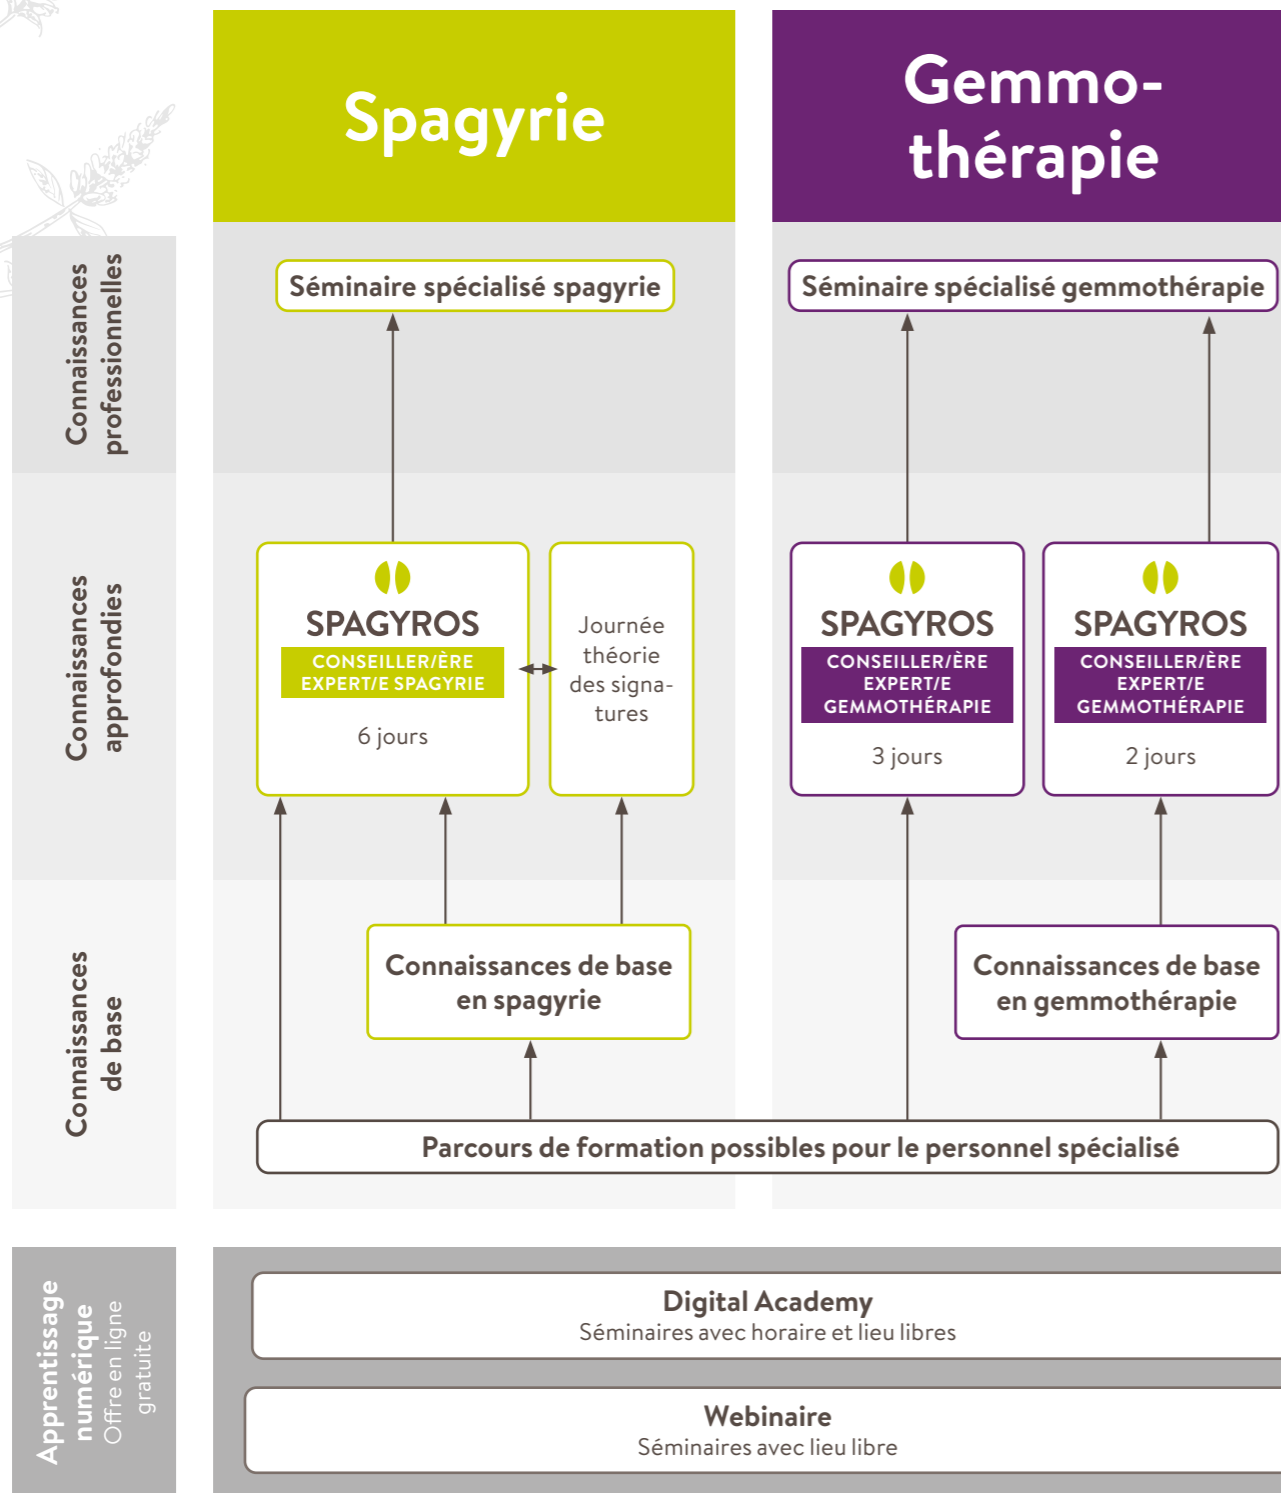 Spagyrie
Gemmo-
thérapie
Connaissances
professionnelles
Séminaire spécialisé spagyrie
Séminaire spécialisé gemmothérapie
Connaissances
approfondies
SPAGYROS
CONSEILLER/ÈRE
EXPERT/E SPAGYRIE
6 jours
Journée
théorie
des signa-
tures
SPAGYROS
CONSEILLER/ÈRE
EXPERT/E
GEMMOTHÉRAPIE
3 jours
SPAGYROS
CONSEILLER/ÈRE
EXPERT/E
GEMMOTHÉRAPIE
2 jours
Connaissances
de base
Connaissances de base
en spagyrie
Connaissances de base
en gemmothérapie
Parcours de formation possibles pour le personnel spécialisé
Apprentissage
numérique
Offre en ligne
gratuite
Digital Academy
Séminaires avec horaire et lieu libres
Webinaire
Séminaires avec lieu libre